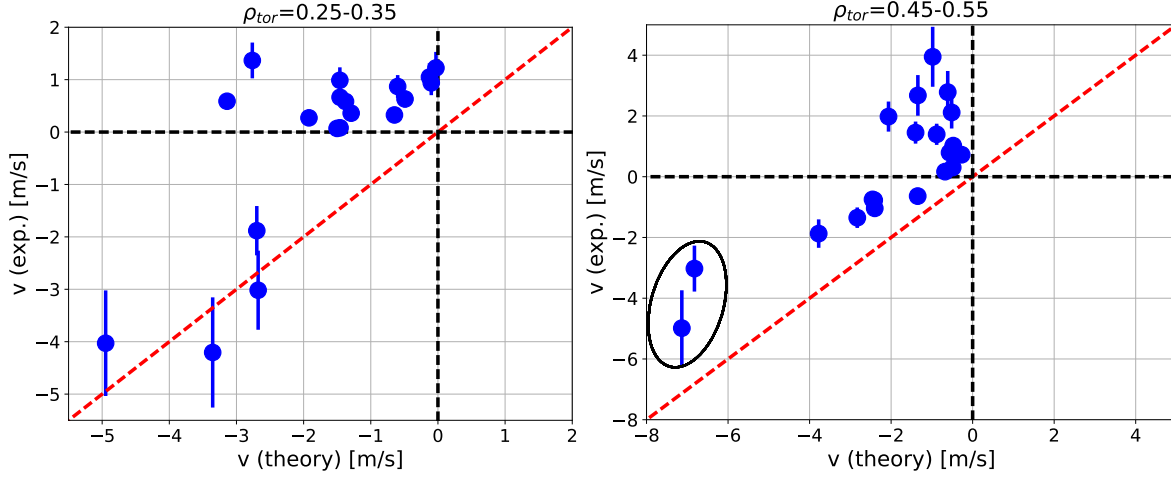 ρtor=0.25-0.35
2
1
0
−1
−2
−3
−4
−5
v (exp.) [m/s]
−5 −4 −3 −2 −1 0 1 2
v (theory) [m/s]
ρtor=0.45-0.55
4
2
0
−2
−4
−6
−8
v (exp.) [m/s]
−8 −6 −4 −2 0 2 4
v (theory) [m/s]